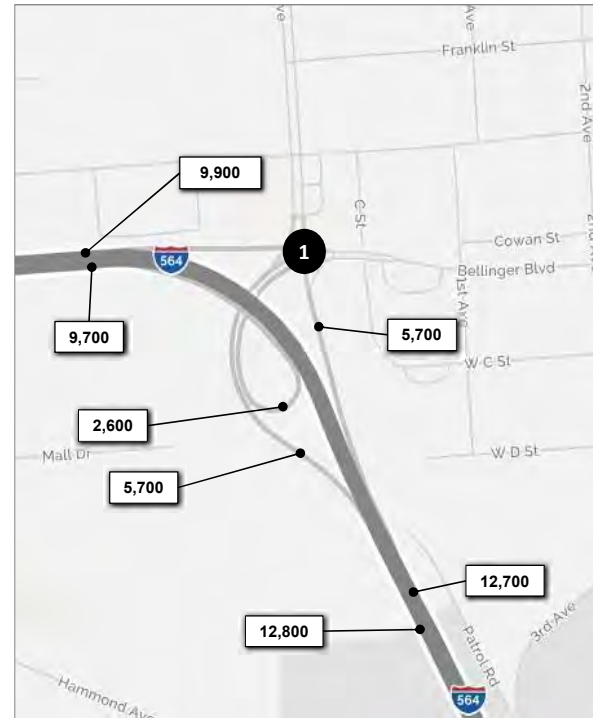 Ave
Ave
Franklin St
2nd Ave
9,900
C St
Cowan St
1
564
Bellinger Blvd
1st Ave
9,700
5,700
W C St
2,600
Mall Dr
W D St
5,700
12,700
12,800
3rd Ave
Patrol Rd
Hammond Ave
564